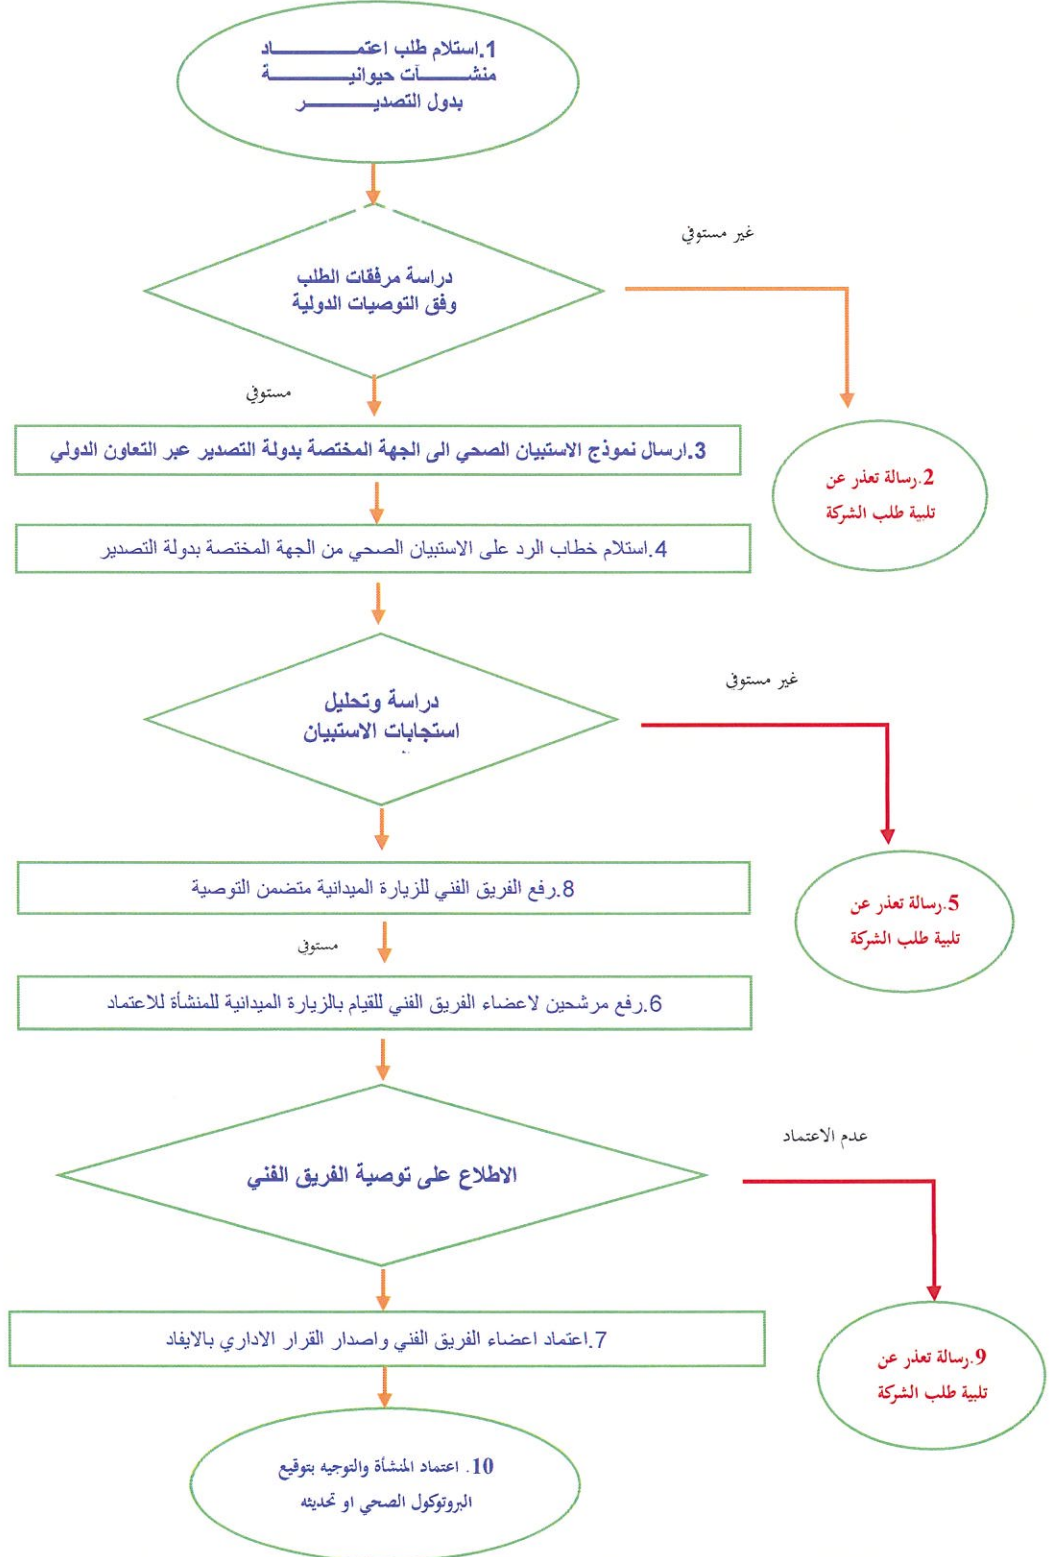 1.استلام طلب اعتمـــــــــــــاد
منشـــــــآت حيوانيـــــــــــة
بدول التصديـــــــــــر
غير مستوفي
دراسة مرفقات الطلب
وفق التوصيات الدولية
مستوفي
3.ارسال نموذج الاستبيان الصحي الى الجهة المختصة بدولة التصدير عبر التعاون الدولي
2.رسالة تعذر عن
تلبية طلب الشركة
4.استلام خطاب الرد على الاستبيان الصحي من الجهة المختصة بدولة التصدير
غير مستوفي
دراسة وتحليل
استجابات الاستبيان
8.رفع الفريق الفني للزيارة الميدانية متضمن التوصية
5.رسالة تعذر عن
تلبية طلب الشركة
مستوفي
6.رفع مرشحين لاعضاء الفريق الفني للقيام بالزيارة الميدانية للمنشأة للاعتماد
عدم الاعتماد
الاطلاع على توصية الفريق الفني
7.اعتماد اعضاء الفريق الفني واصدار القرار الاداري بالايفاد
9.رسالة تعذر عن
تلبية طلب الشركة
10. اعتماد المنشأة والتوجيه بتوقيع
البروتوكول الصحي او تحديثه